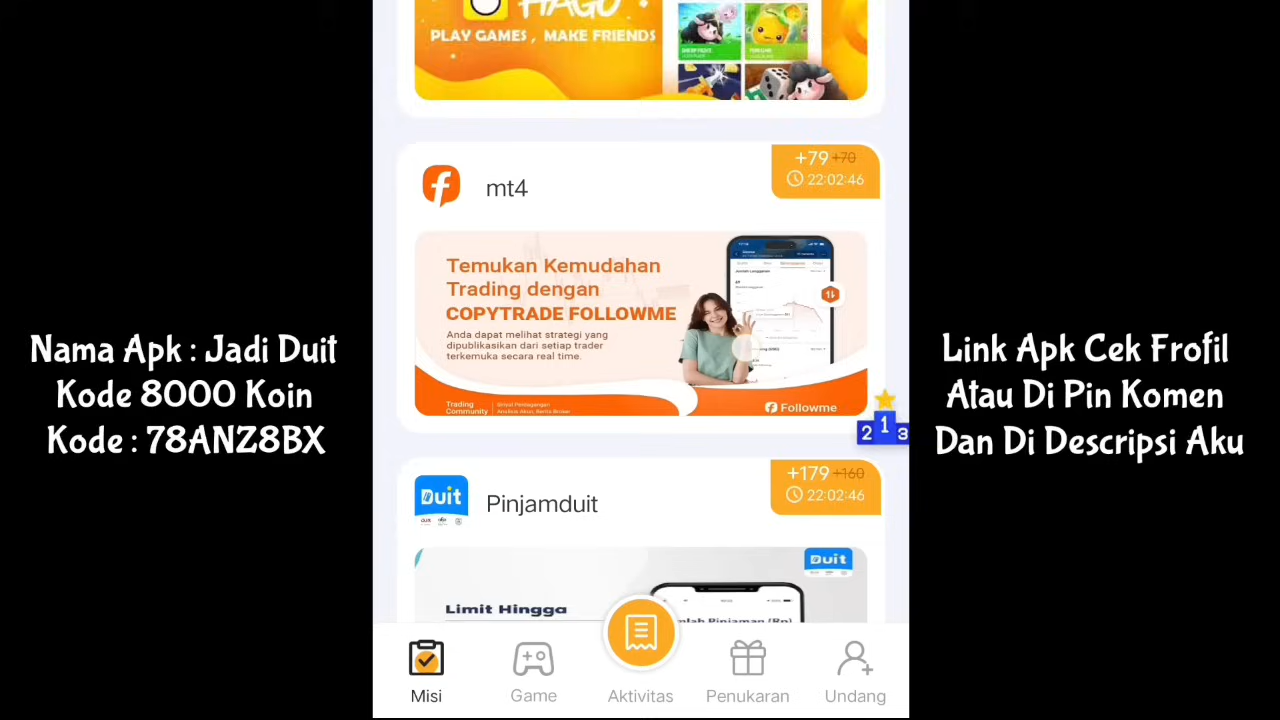 HAGO
PLAY GAMES , MAKE FRIENDS
mt4
+79 +70
22:02:46
Temukan Kemudahan
Trading dengan
COPYTRADE FOLLOWME
Anda dapat melihat strategi yang
dipublikasikan dari setiap trader
terkemuka secara real time.
Trading
Community
Followme
2 1 3
Duit
Pinjamduit
+179 +160
22:02:46
Duit
Limit Hingga
Misi
Game
Aktivitas
Penukaran
Undang
Nama Apk : Jadi Duit
Kode 8000 Koin
Kode : 78ANZ8BX
Link Apk Cek Frofil
Atau Di Pin Komen
Dan Di Descripsi Aku